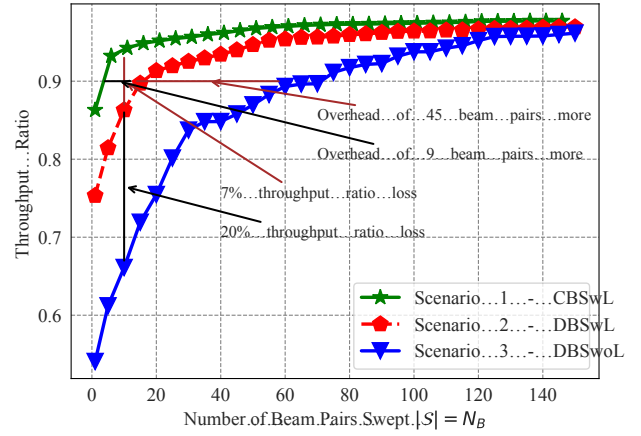 Throughput...Ratio
0.9
0.8
0.7
0.6
Overhead...of...45...beam...pairs...more
Overhead...of...9...beam...pairs...more
7%...throughput...ratio...loss
20%...throughput...ratio...loss
Scenario...1...-...CBSwL
Scenario...2...-...DBSwL
Scenario...3...-...DBSwoL
0 20 40 60 80 100 120 140
Number of Beam Pairs Swept |S| = N_B